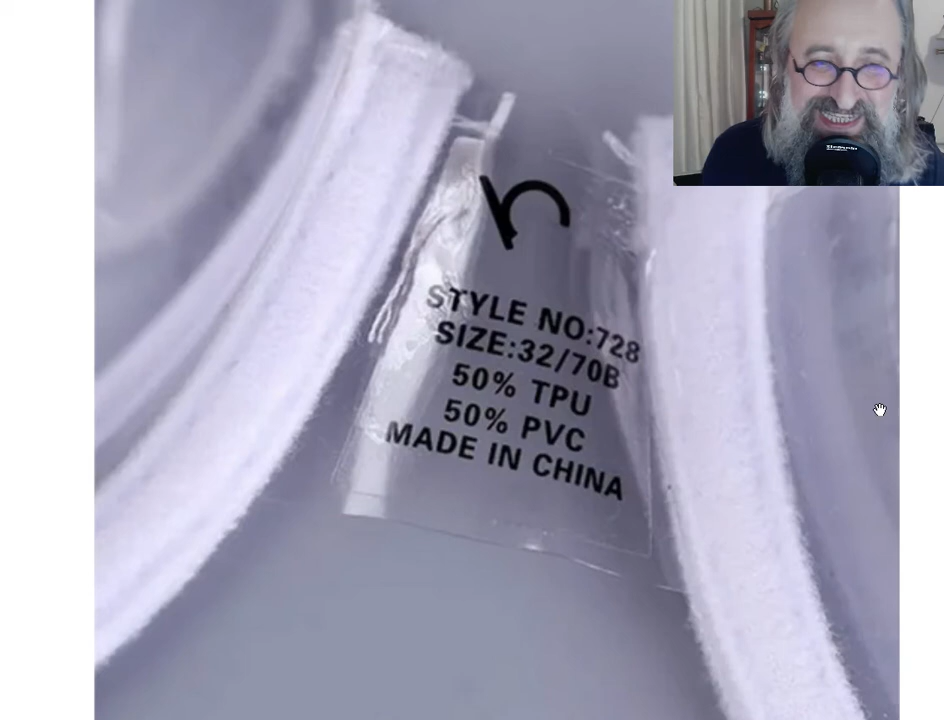 STYLE NO:728
SIZE:32/70B
50% TPU
50% PVC
MADE IN CHINA